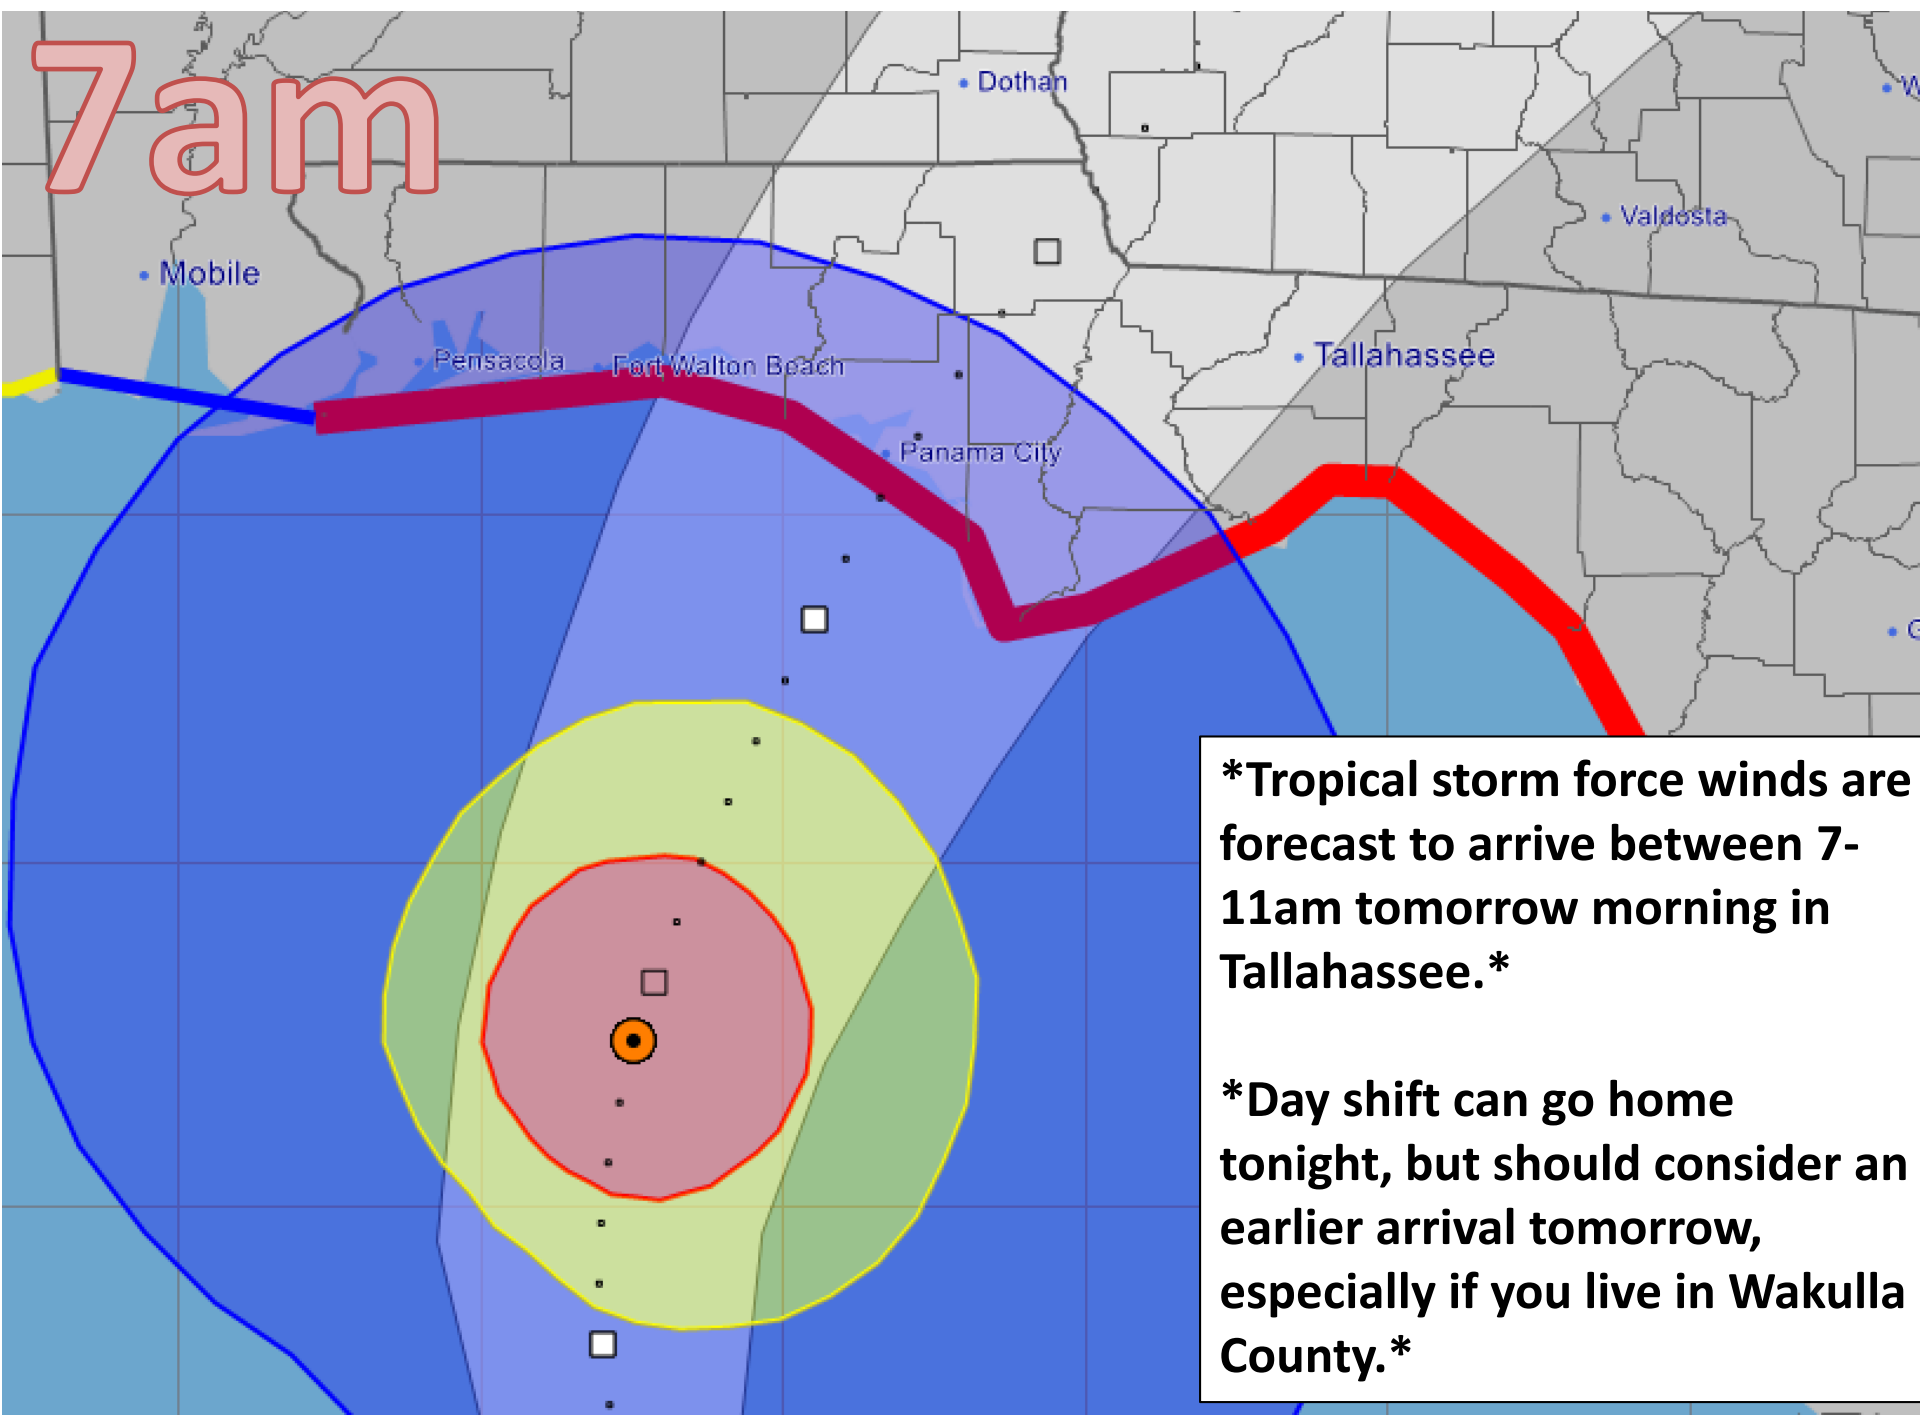 7am
Dothan
Valdosta
Mobile
Pensacola
Fort Walton Beach
Tallahassee
Panama City
*Tropical storm force winds are
forecast to arrive between 7-
11am tomorrow morning in
Tallahassee.*
*Day shift can go home
tonight, but should consider an
earlier arrival tomorrow,
especially if you live in Wakulla
County.*